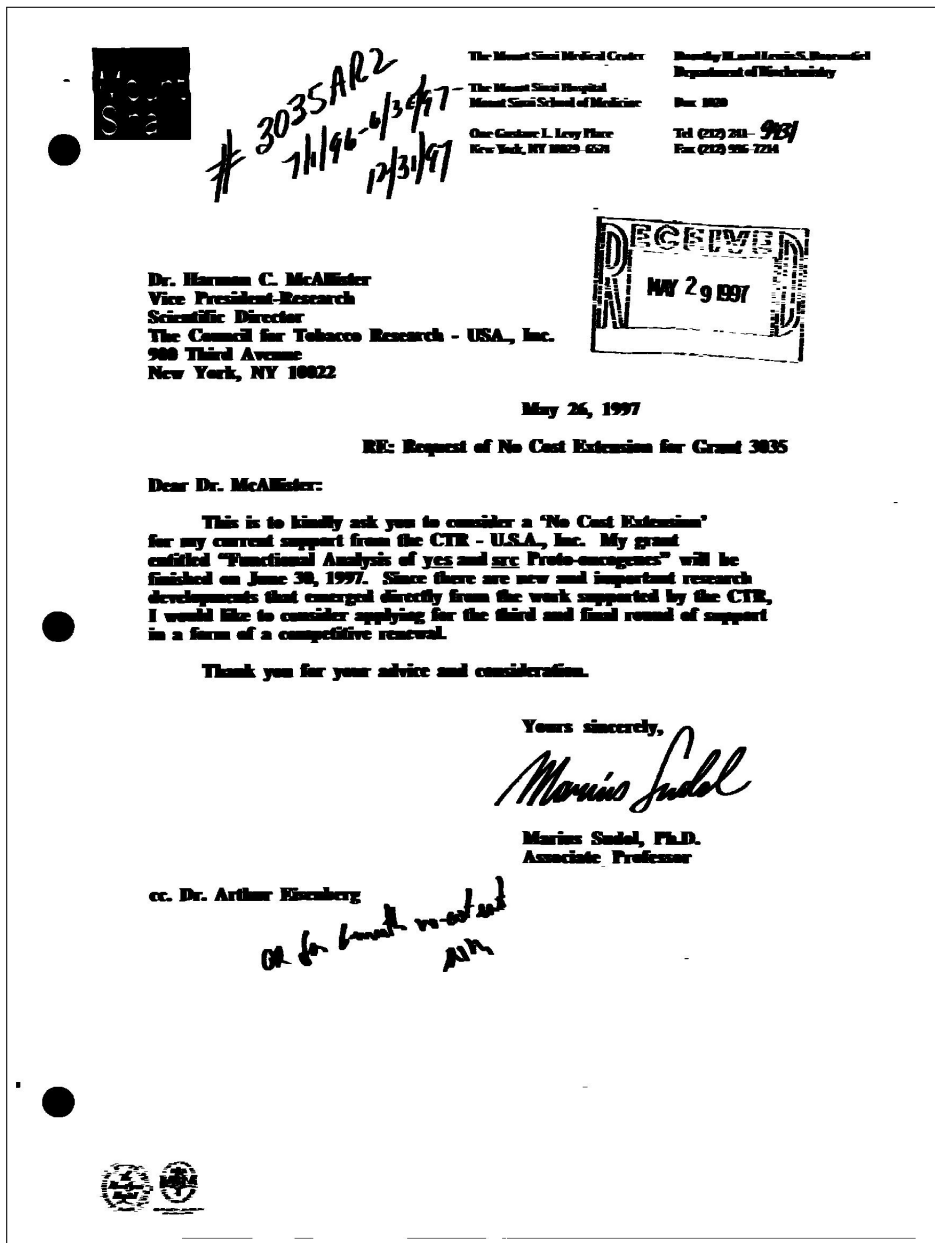 Mount
Sinai
# 3035AR2
7/1/96-6/30/97
12/31/97
The Mount Sinai Medical Center
The Mount Sinai Hospital
Mount Sinai School of Medicine
One Gustave L. Levy Place
New York, NY 10029-6574
Department of Biochemistry
Box 1020
Tel (212) 241-9431
Fax (212) 996-7214
RECEIVED
MAY 29 1997
Dr. Harmon C. McAllister
Vice President-Research
Scientific Director
The Council for Tobacco Research - USA., Inc.
900 Third Avenue
New York, NY 10022
May 26, 1997
RE: Request of No Cost Extension for Grant 3035
Dear Dr. McAllister:
This is to kindly ask you to consider a 'No Cost Extension'
for my current support from the CTR - U.S.A., Inc. My grant
entitled "Functional Analysis of yes and src Proto-oncogenes" will be
finished on June 30, 1997. Since there are new and important research
developments that emerged directly from the work supported by the CTR,
I would like to consider applying for the third and final round of support
in a form of a competitive renewal.
Thank you for your advice and consideration.
Yours sincerely,
Marius Sudol
Marius Sudol, Ph.D.
Associate Professor
cc. Dr. Arthur Eisenberg
OK for 6-month no-cost ext